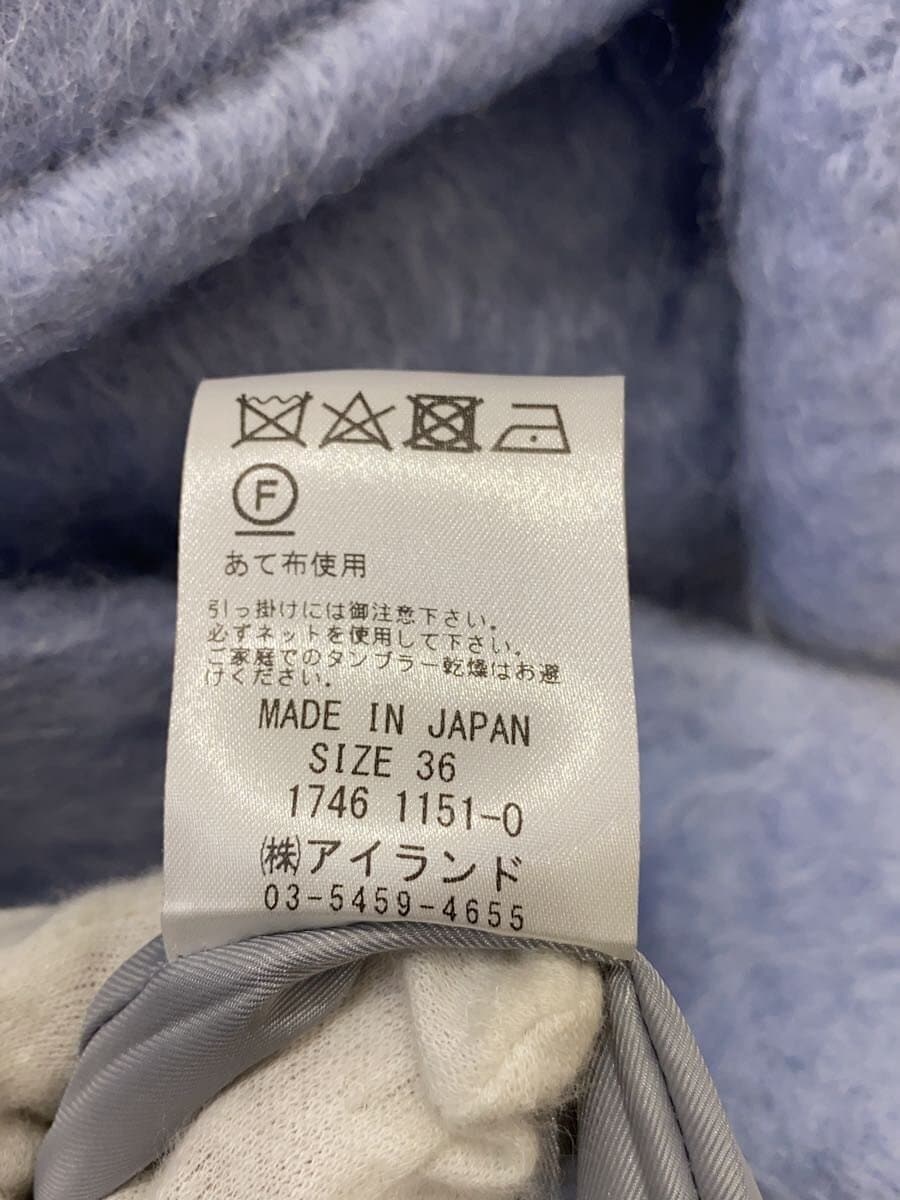 F
あて布使用
引っ掛けには御注意下さい。
必ずネットを使用して下さい。
ご家庭でのタンブラー乾燥はお避
けください。
MADE IN JAPAN
SIZE 36
1746 1151-0
㈱アイランド
03-5459-4655